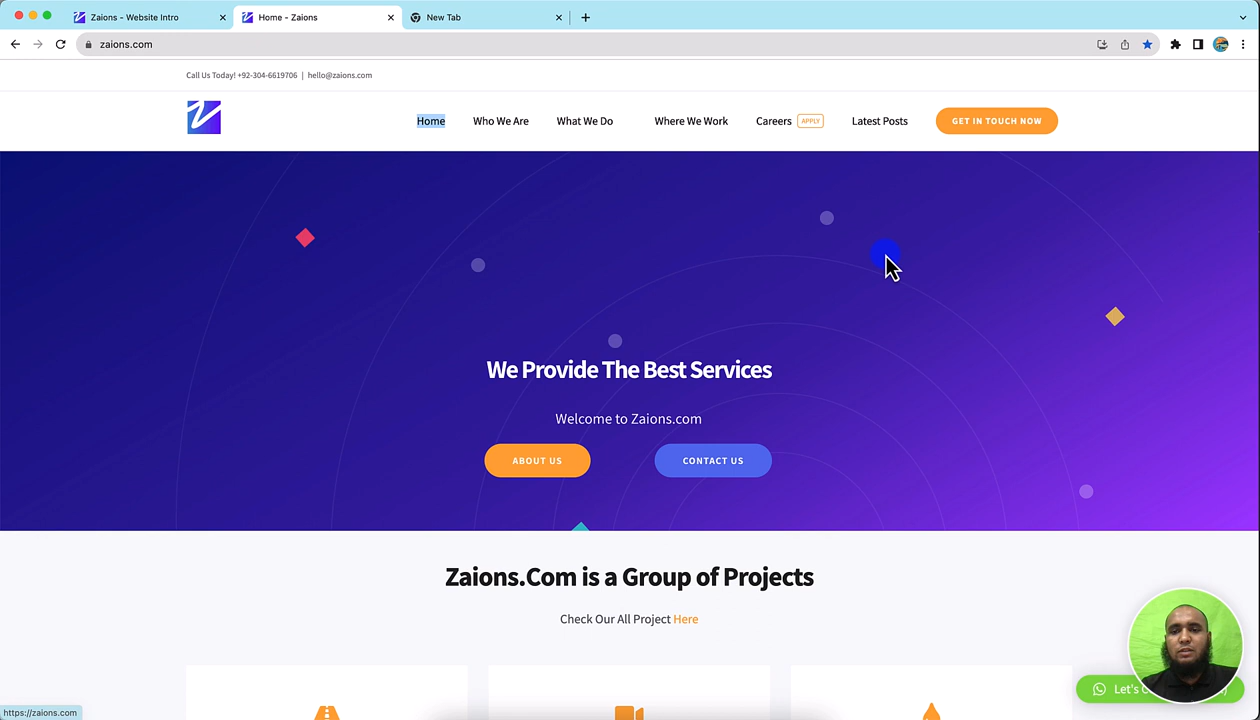 Zaions - Website Intro
Home - Zaions
New Tab
zaions.com
Call Us Today! +92-304-6619706 | hello@zaions.com
Home
Who We Are
What We Do
Where We Work
Careers APPLY
Latest Posts
GET IN TOUCH NOW
We Provide The Best Services
Welcome to Zaions.com
ABOUT US
CONTACT US
Zaions.Com is a Group of Projects
Check Our All Project Here
Let's
https://zaions.com